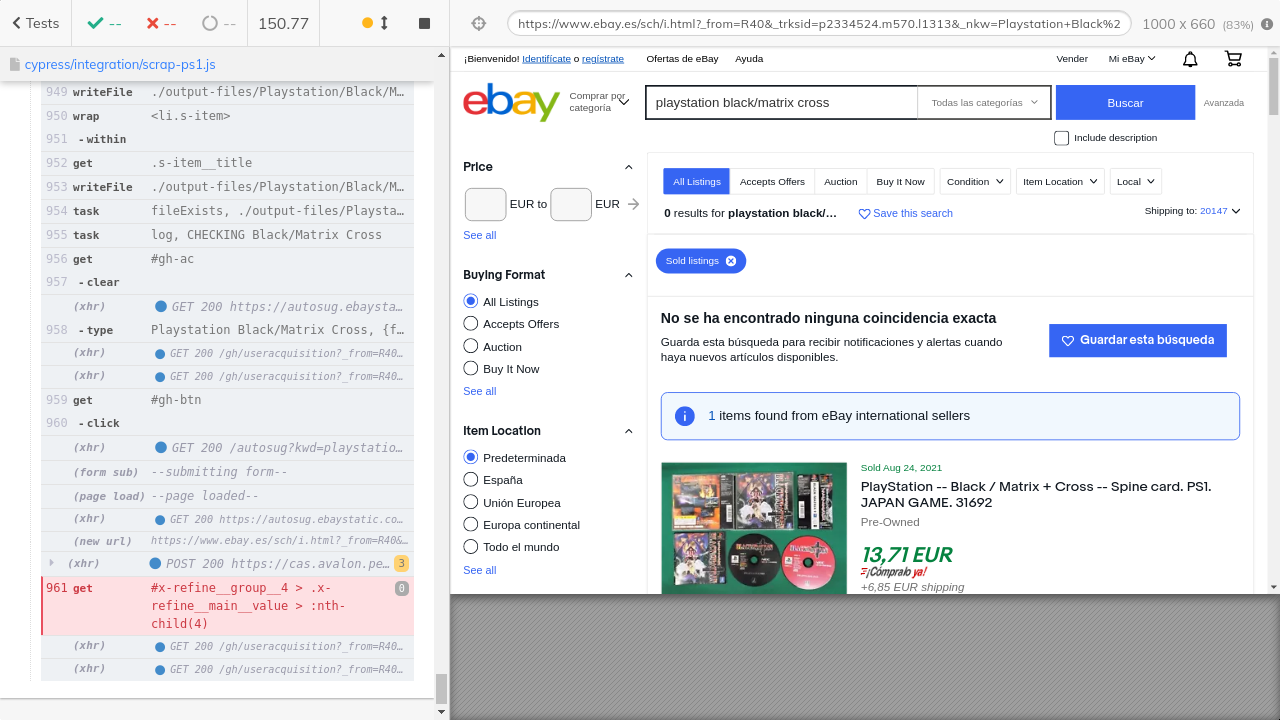 Tests
--
--
--
150.77
https://www.ebay.es/sch/i.html?_from=R40&_trksid=p2334524.m570.l1313&_nkw=Playstation+Black%2
1000 x 660 (83%)
cypress/integration/scrap-ps1.js
949 writeFile ./output-files/Playstation/Black/M…
950 wrap <li.s-item>
951 -within
952 get .s-item__title
953 writeFile ./output-files/Playstation/Black/M…
954 task fileExists, ./output-files/Playsta…
955 task log, CHECKING Black/Matrix Cross
956 get #gh-ac
957 -clear
(xhr) GET 200 https://autosug.ebaysta…
958 -type Playstation Black/Matrix Cross, {f…
(xhr) GET 200 /gh/useracquisition?_from=R40…
(xhr) GET 200 /gh/useracquisition?_from=R40…
959 get #gh-btn
960 -click
(xhr) GET 200 /autosug?kwd=playstatio…
(form sub) --submitting form--
(page load) --page loaded--
(xhr) GET 200 https://autosug.ebaystatic.co…
(new url) https://www.ebay.es/sch/i.html?_from=R40&…
(xhr) POST 200 https://casavalon.pe… 3
961 get #x-refine__group__4 > .x-
refine__main__value > :nth-
child(4)
0
(xhr) GET 200 /gh/useracquisition?_from=R40…
(xhr) GET 200 /gh/useracquisition?_from=R40…
¡Bienvenido! Identifícate o regístrate
Ofertas de eBay
Ayuda
Vender
Mi eBay
ebay
Comprar por
categoría
playstation black/matrix cross
Todas las categorías
Buscar
Avanzada
Include description
Price
EUR to
EUR
See all
Buying Format
All Listings
Accepts Offers
Auction
Buy It Now
See all
Item Location
Predeterminada
España
Unión Europea
Europa continental
Todo el mundo
See all
All Listings
Accepts Offers
Auction
Buy It Now
Condition
Item Location
Local
0 results for playstation black/…
Save this search
Shipping to: 20147
Sold listings
No se ha encontrado ninguna coincidencia exacta
Guarda esta búsqueda para recibir notificaciones y alertas cuando
haya nuevos artículos disponibles.
Guardar esta búsqueda
1 items found from eBay international sellers
Sold Aug 24, 2021
PlayStation -- Black / Matrix + Cross -- Spine card. PS1.
JAPAN GAME. 31692
Pre-Owned
13,71 EUR
¡Cómpralo ya!
+6,85 EUR shipping